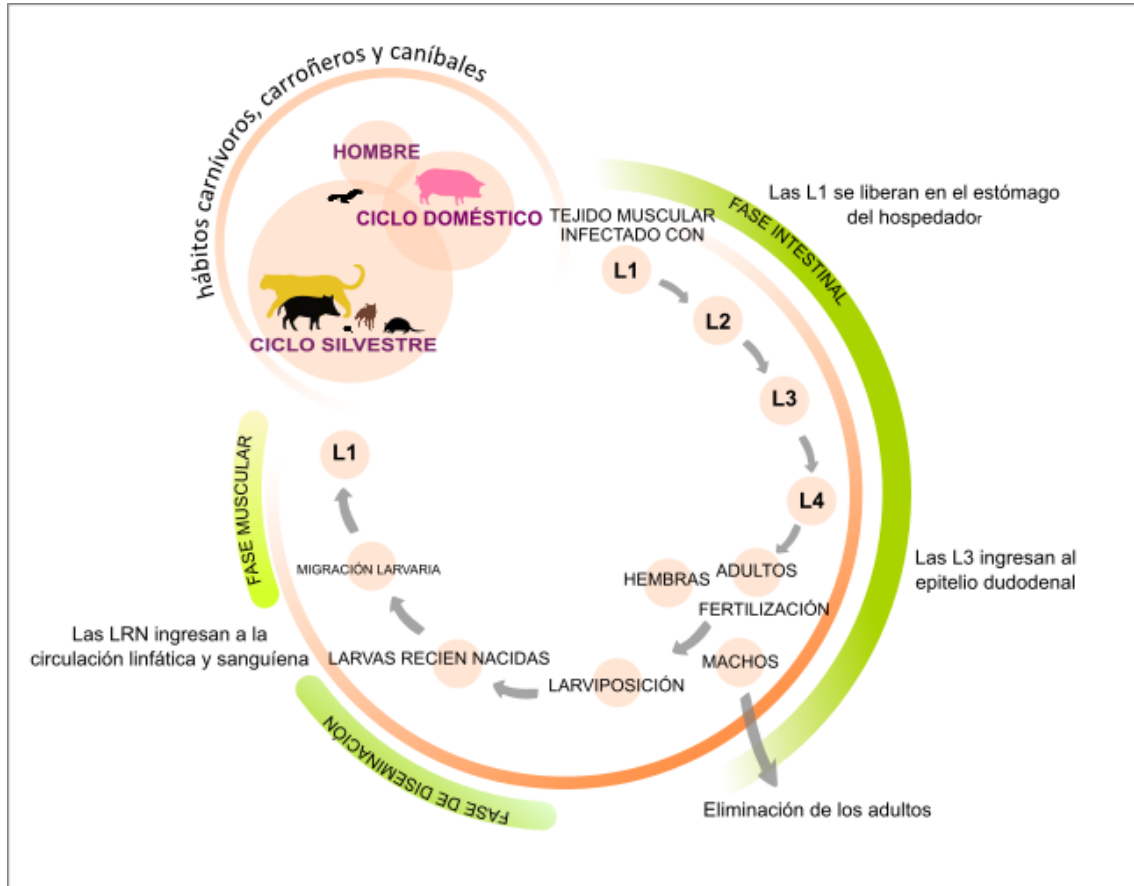 hábitos carnívoros, carroñeros y caníbales
HOMBRE
CICLO DOMÉSTICO
CICLO SILVESTRE
TEJIDO MUSCULAR
INFECTADO CON
L1
L2
L3
L4
FASE INTESTINAL
Las L1 se liberan en el estómago
del hospedador
Las L3 ingresan al
epitelio dudodenal
ADULTOS
HEMBRAS
FERTILIZACIÓN
MACHOS
Eliminación de los adultos
LARVIPOSICIÓN
LARVAS RECIEN NACIDAS
FASE DE DISEMINACIÓN
Las LRN ingresan a la
circulación linfática y sanguíena
MIGRACIÓN LARVARIA
FASE MUSCULAR
L1